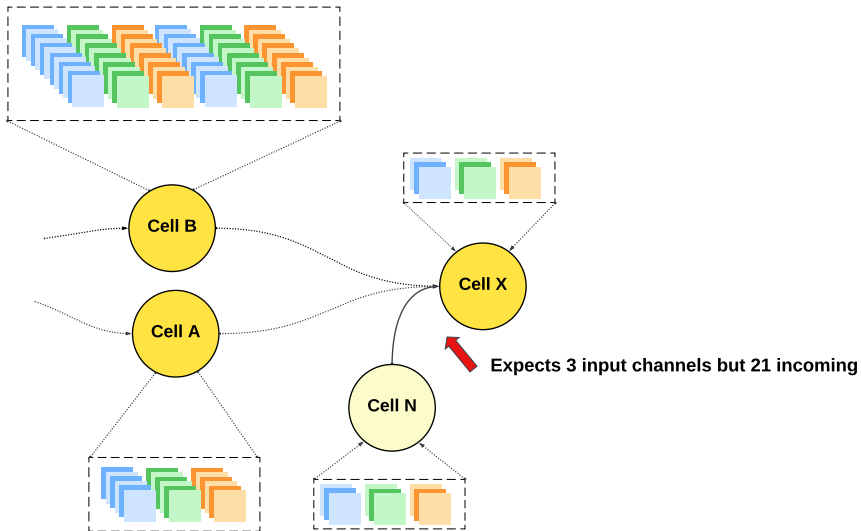 Cell B
Cell X
Cell A
Expects 3 input channels but 21 incoming
Cell N